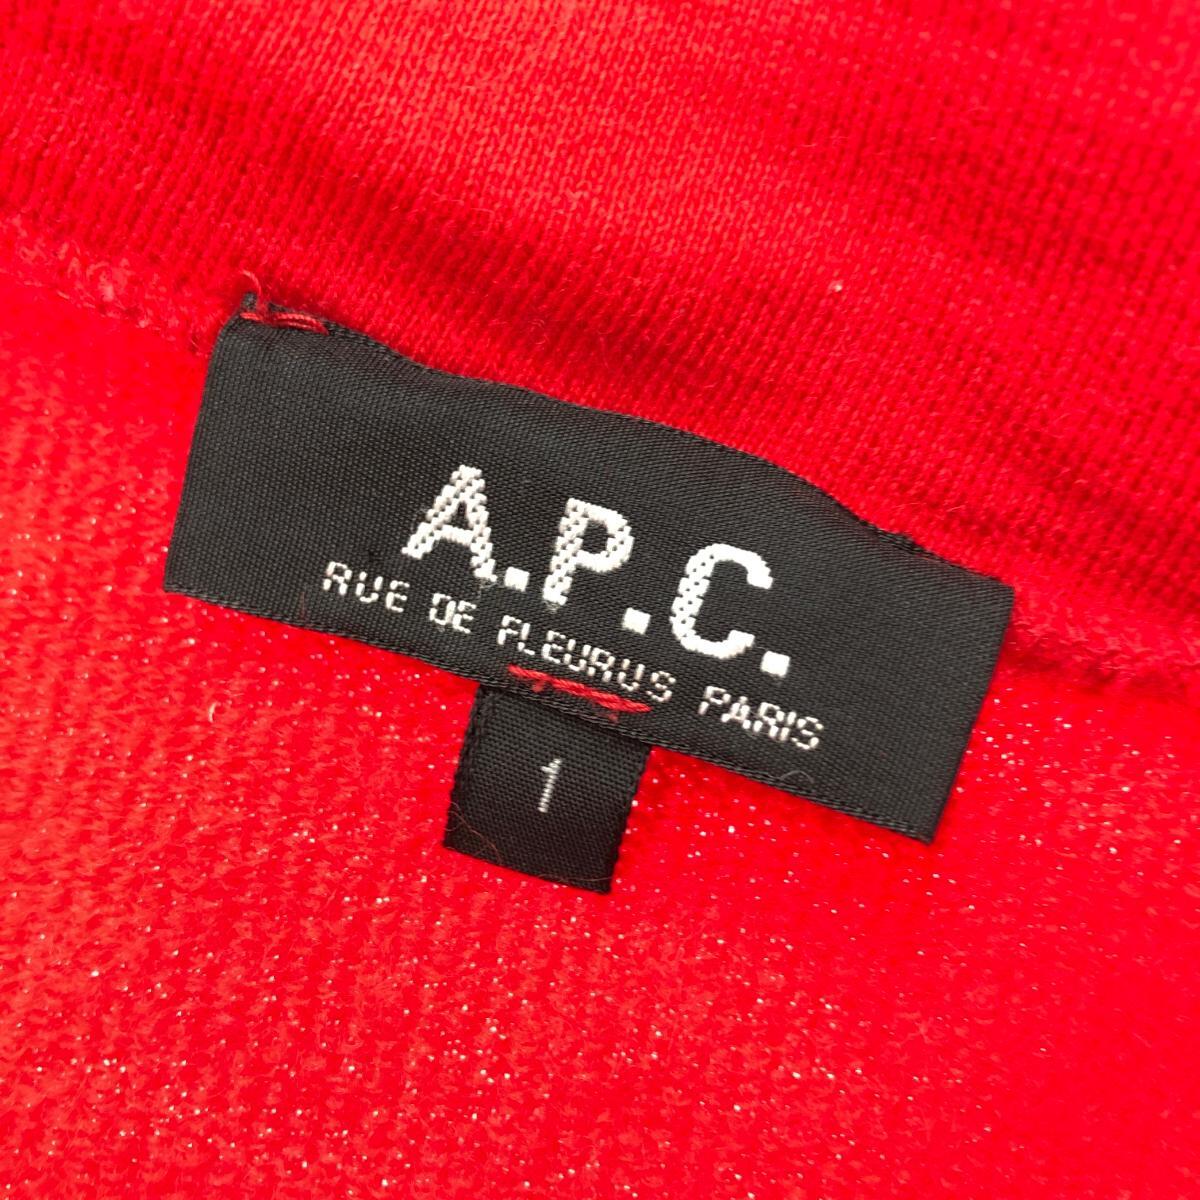 A.P.C.
RUE DE FLEURUS PARIS
1